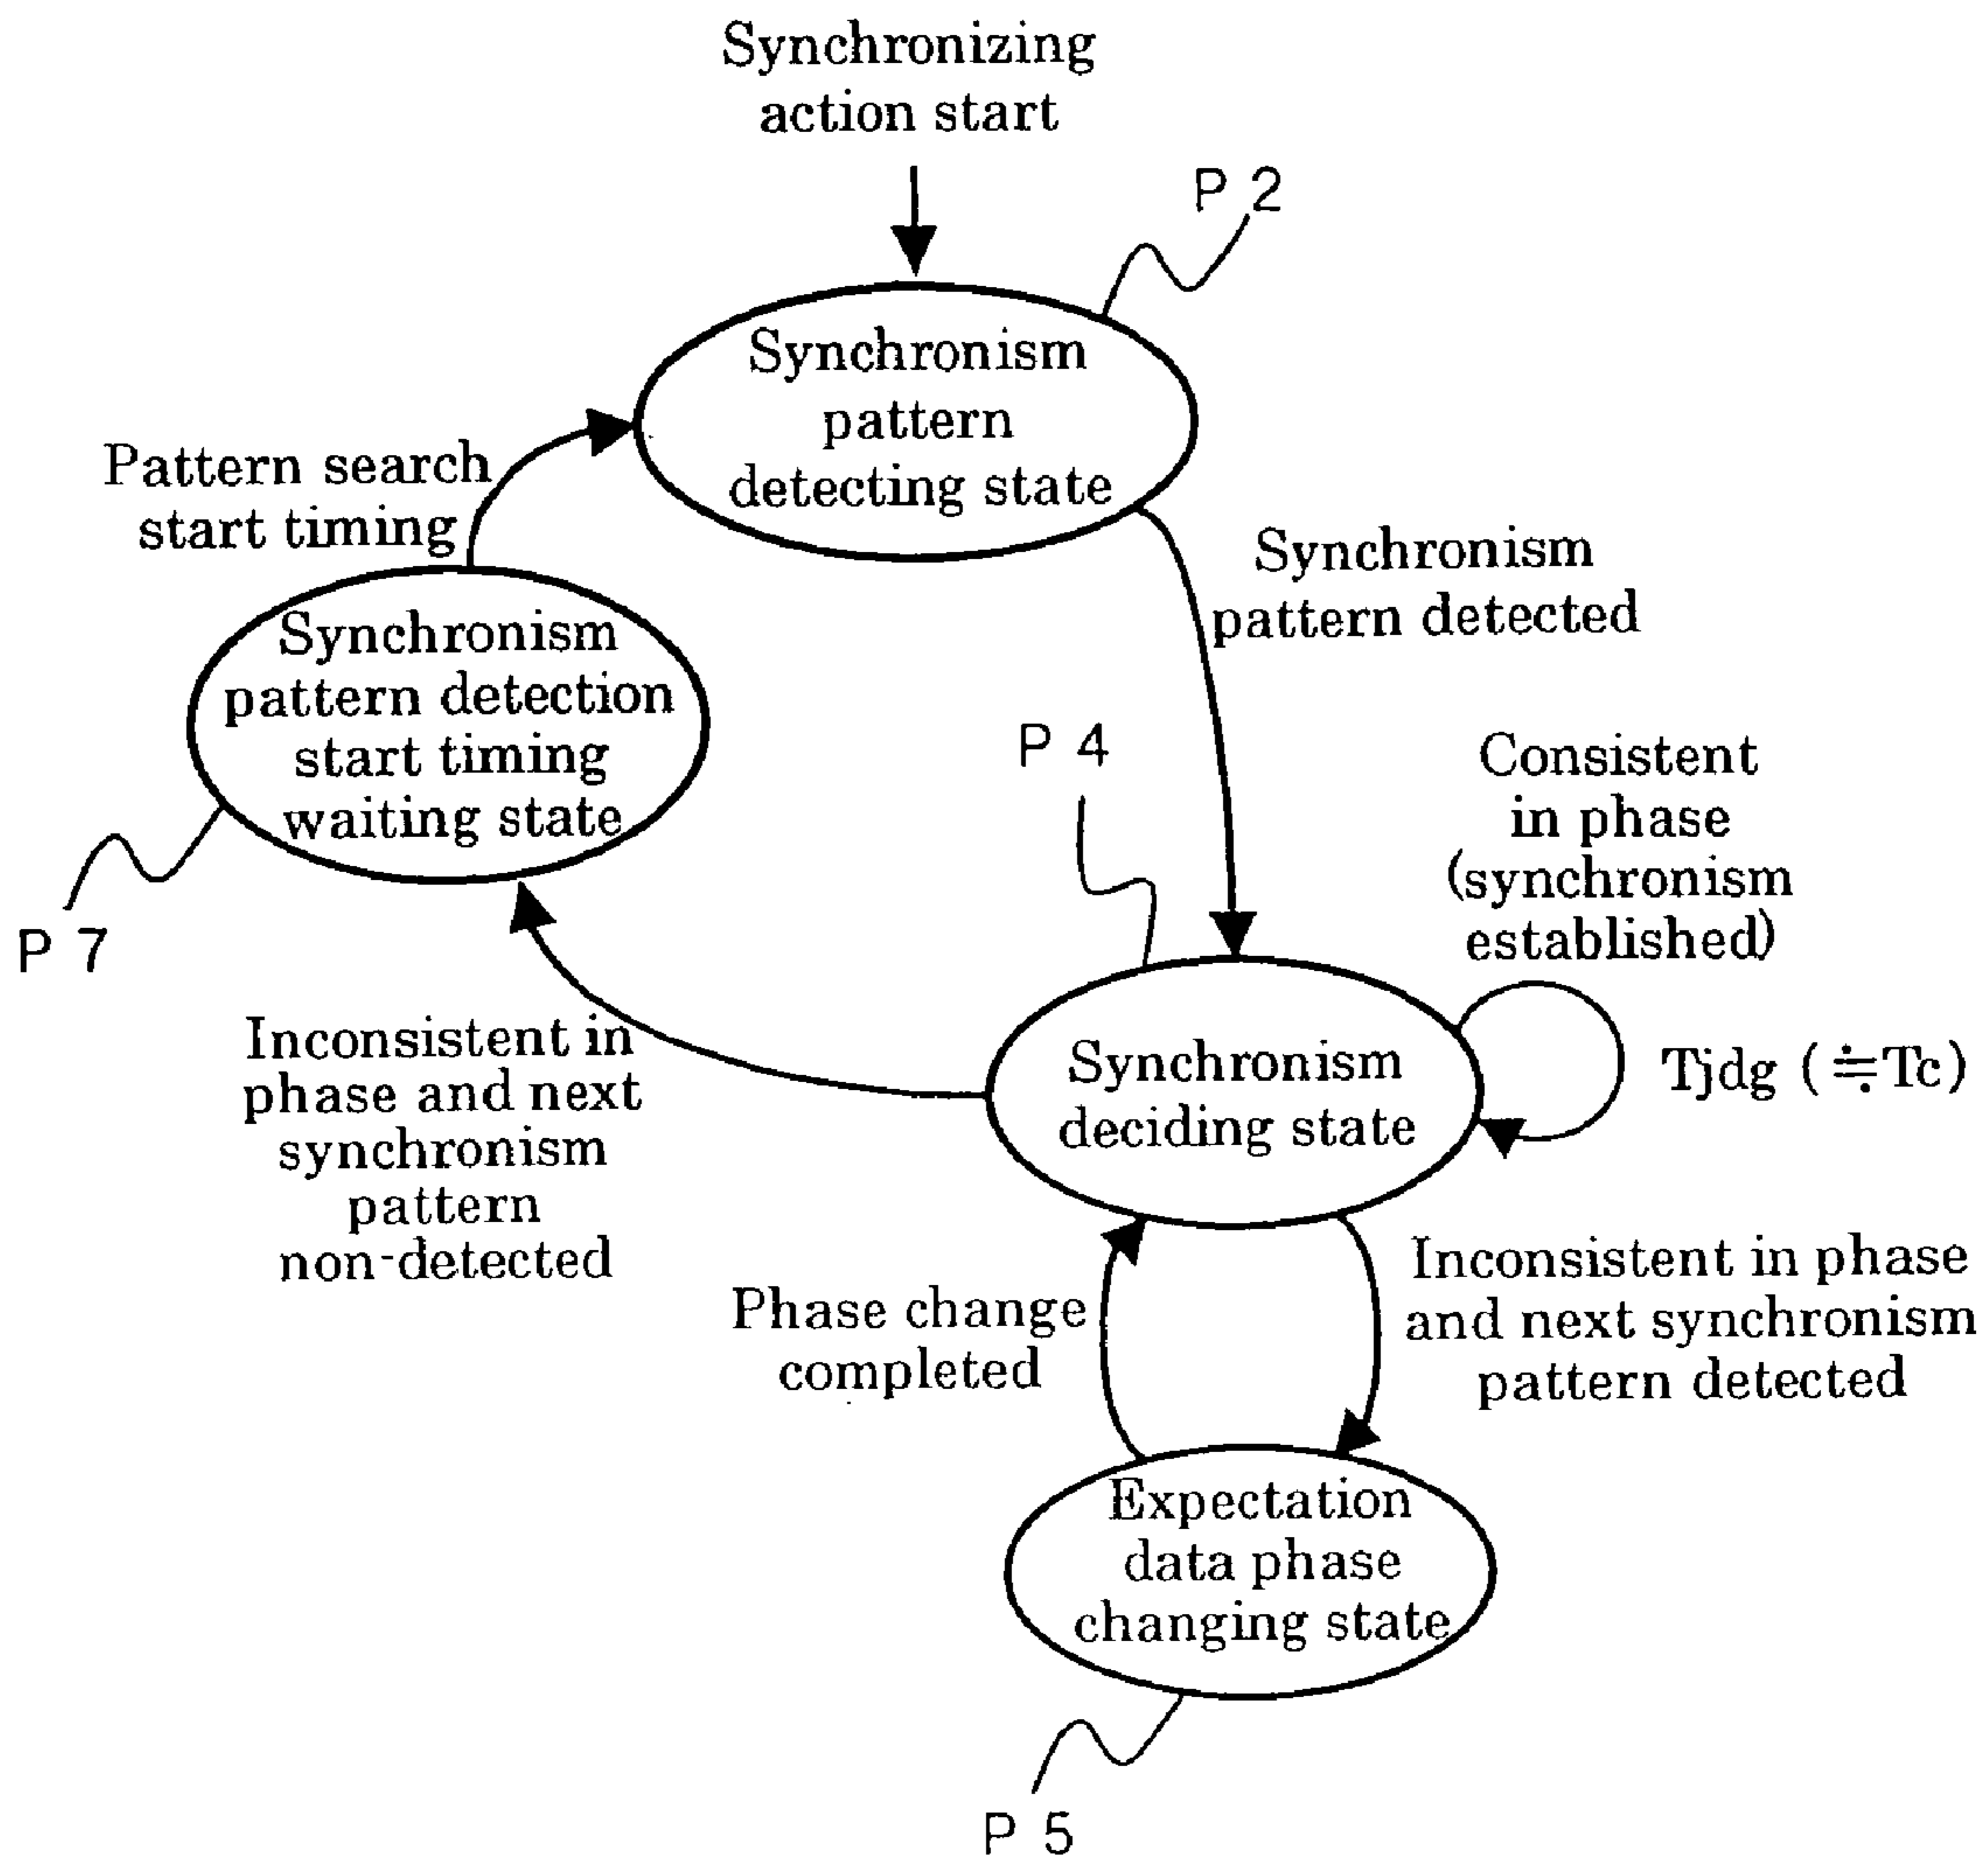 Synchronizing
action start
P 2
Synchronism
pattern
detecting state
Pattern search
start timing
Synchronism
pattern detected
Synchronism
pattern detection
start timing
waiting state
P 7
P 4
Consistent
in phase
(synchronism
established)
Tjdg (≒Tc)
Synchronism
deciding state
Inconsistent in
phase and next
synchronism
pattern
non-detected
Phase change
completed
Inconsistent in phase
and next synchronism
pattern detected
Expectation
data phase
changing state
P 5